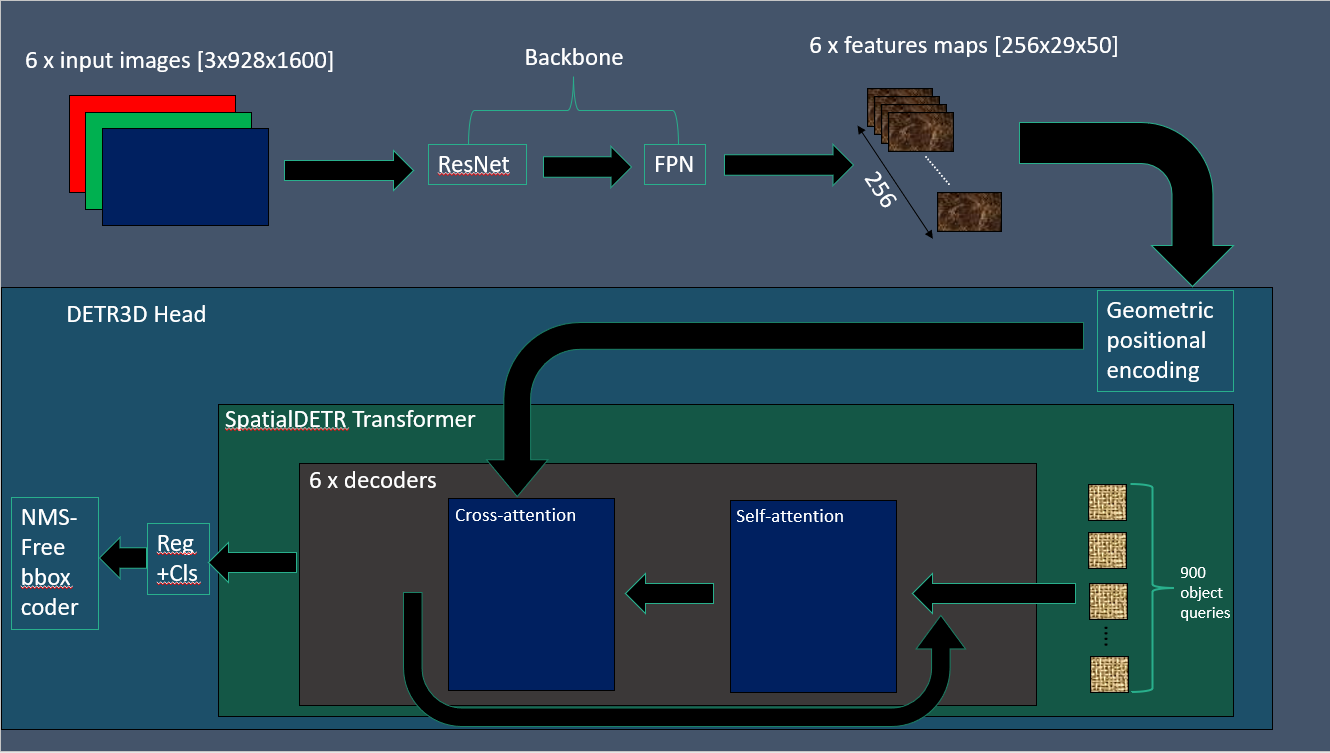 6 x input images [3x928x1600]
Backbone
6 x features maps [256x29x50]
ResNet
FPN
256
DETR3D Head
Geometric
positional
encoding
SpatialDETR Transformer
6 x decoders
Cross-attention
Self-attention
900
object
queries
Reg
+Cls
NMS-
Free
bbox
coder